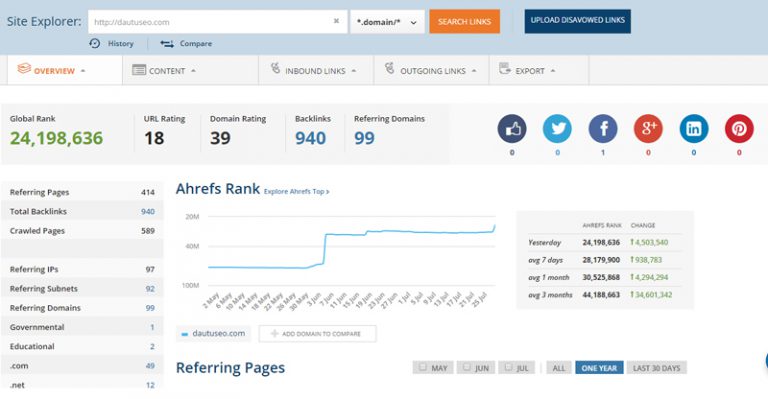 Site Explorer:
http://dautuseo.com
×
*.domain/*
SEARCH LINKS
UPLOAD DISAVOWED LINKS
History
Compare
OVERVIEW
CONTENT
INBOUND LINKS
OUTGOING LINKS
EXPORT
Global Rank
24,198,636
URL Rating
18
Domain Rating
39
Backlinks
940
Referring Domains
99
f
g+
in
0
0
1
0
0
0
Referring Pages 414
Total Backlinks 940
Crawled Pages 589
Referring IPs 97
Referring Subnets 92
Referring Domains 99
Governmental 1
Educational 2
.com 49
.net 12
Ahrefs Rank Explore Ahrefs Top
20M
40M
100M
2 May
6 May
10 May
14 May
18 May
22 May
26 May
30 May
3 Jun
7 Jun
11 Jun
15 Jun
19 Jun
23 Jun
27 Jun
1 Jul
5 Jul
9 Jul
13 Jul
17 Jul
21 Jul
25 Jul
AHREFS RANK CHANGE
Yesterday 24,198,636 4,503,540
avg 7 days 28,179,900 938,783
avg 1 month 30,525,868 4,294,294
avg 3 months 44,188,663 34,601,342
dautuseo.com
ADD DOMAIN TO COMPARE
Referring Pages
MAY
JUN
JUL
ALL
ONE YEAR
LAST 30 DAYS